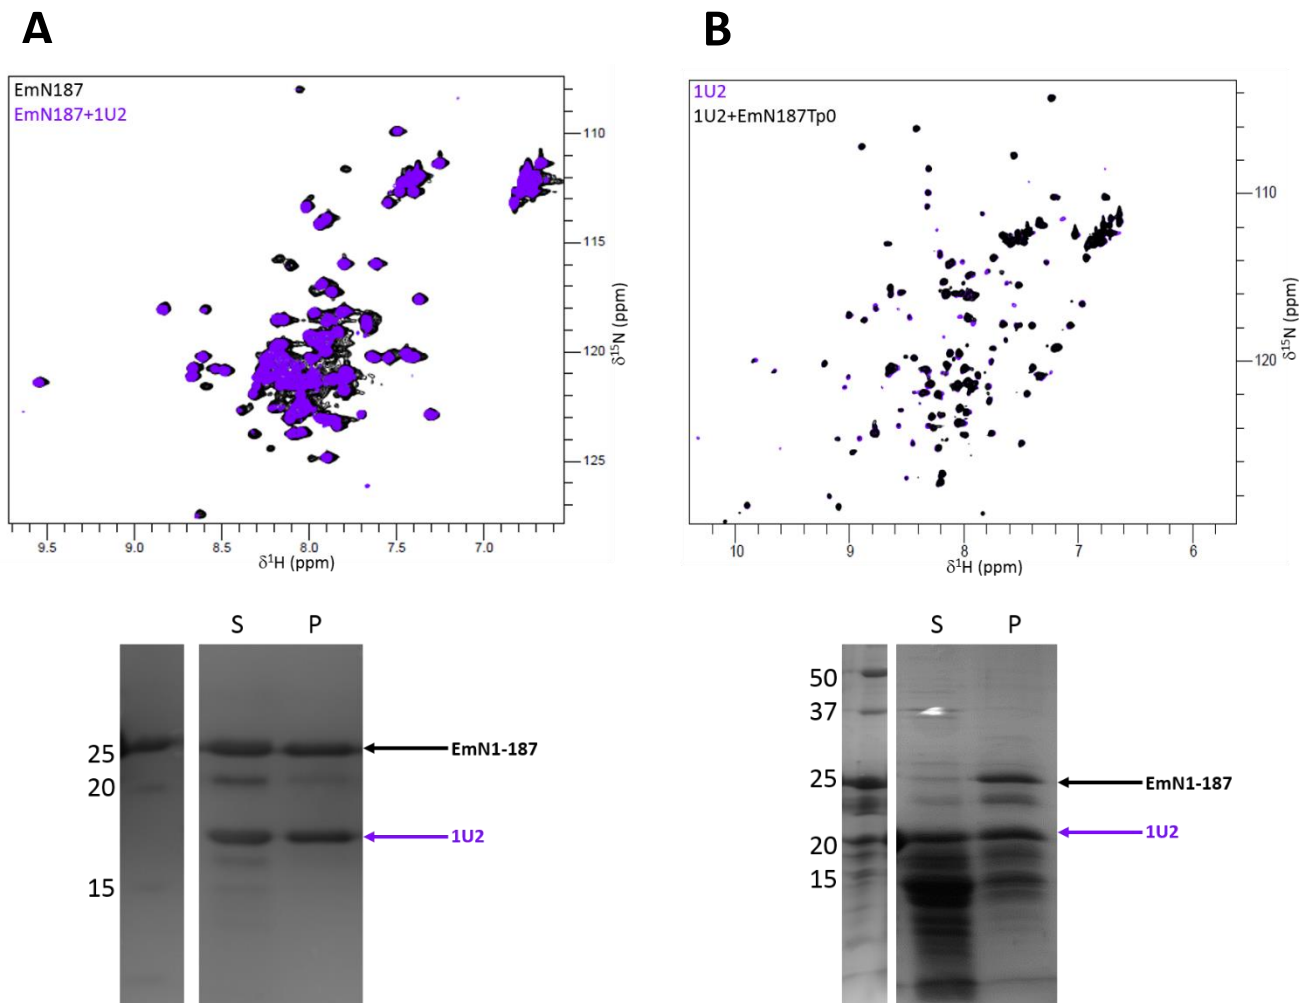 A
B
EmN187
EmN187+1U2
110
115
120
125
δ15N (ppm)
9.5 9.0 8.5 8.0 7.5 7.0
δ1H (ppm)
1U2
1U2+EmN187Tp0
110
120
δ15N (ppm)
10 9 8 7 6
δ1H (ppm)
S P
25
20
15
EmN1-187
1U2
S P
50
37
25
20
15
EmN1-187
1U2